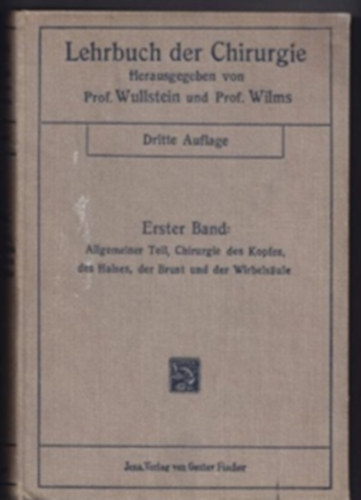 Lehrbuch der Chirurgie
Herausgegeben von
Prof. Wullstein und Prof. Wilms
Dritte Auflage
Erster Band:
Allgemeiner Teil, Chirurgie des Kopfes,
des Halses, der Brust und der Wirbelsäule
Jena, Verlag von Gustav Fischer